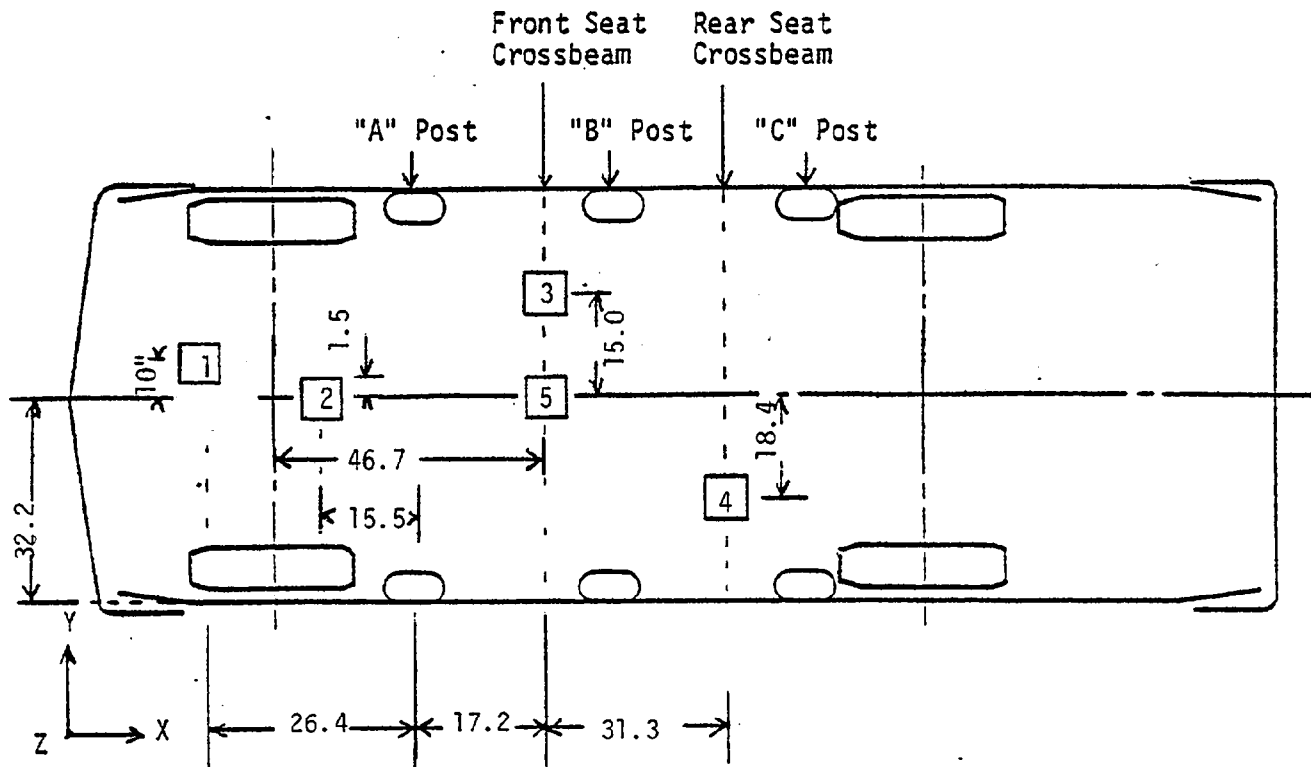 Front Seat
Crossbeam
Rear Seat
Crossbeam
"A" Post
"B" Post
"C" Post
3
1.5
15.0
10"
1
2
5
46.7
18.4
4
15.5
32.2
Y
X
Z
26.4
17.2
31.3